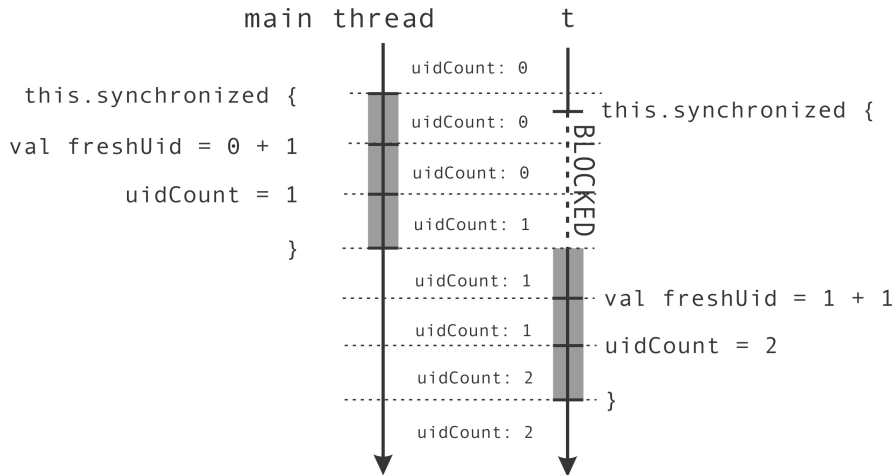 main thread
t
uidCount: 0
this.synchronized {
this.synchronized {
uidCount: 0
BLOCKED
val freshUid = 0 + 1
uidCount: 0
uidCount = 1
uidCount: 1
}
uidCount: 1
val freshUid = 1 + 1
uidCount: 1
uidCount = 2
uidCount: 2
}
uidCount: 2